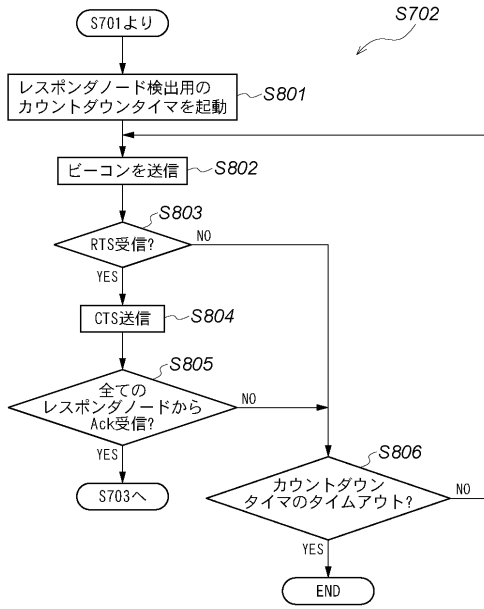 S702
S701より
レスポンダノード検出用の
カウントダウンタイマを起動
S801
ビーコンを送信
S802
RTS受信?
S803
NO
YES
CTS送信
S804
全ての
レスポンダノードから
Ack受信?
S805
NO
YES
S703へ
カウントダウン
タイマのタイムアウト?
S806
NO
YES
END